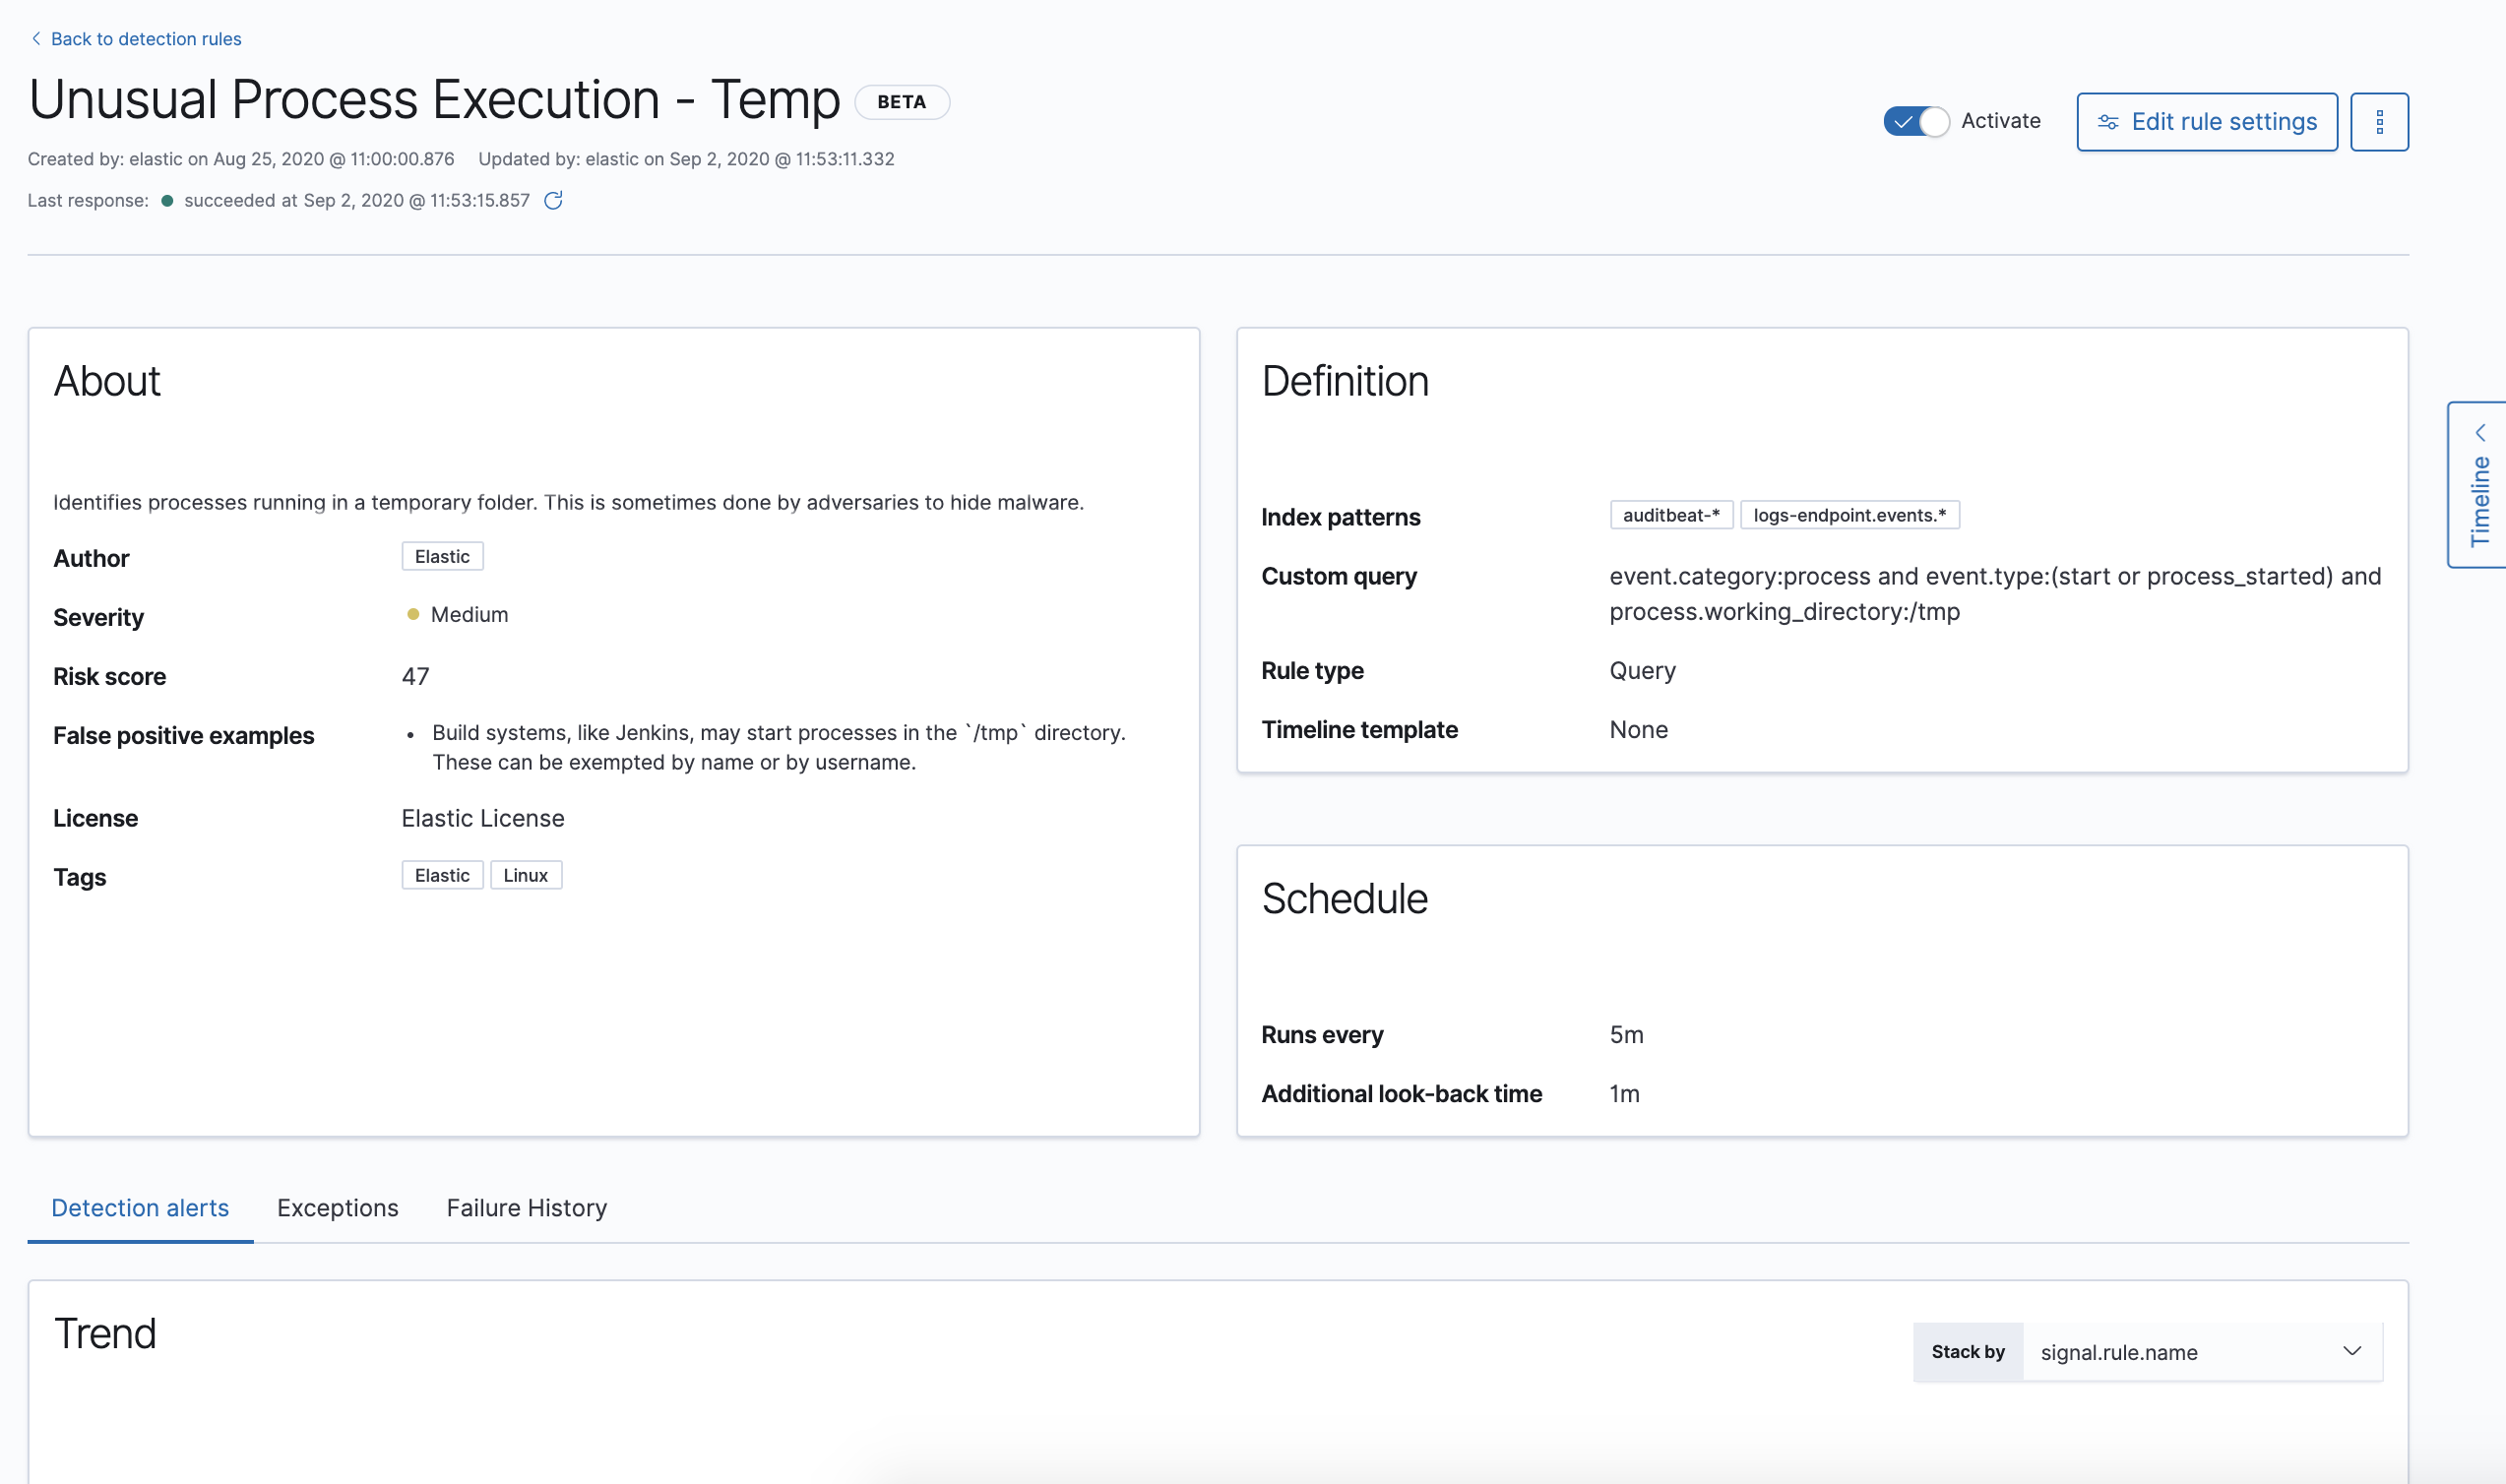 Back to detection rules
Unusual Process Execution - Temp BETA
Created by: elastic on Aug 25, 2020 @ 11:00:00.876 Updated by: elastic on Sep 2, 2020 @ 11:53:11.332
Last response: succeeded at Sep 2, 2020 @ 11:53:15.857
Activate
Edit rule settings
About
Identifies processes running in a temporary folder. This is sometimes done by adversaries to hide malware.
Author Elastic
Severity Medium
Risk score 47
False positive examples • Build systems, like Jenkins, may start processes in the `/tmp` directory.
These can be exempted by name or by username.
License Elastic License
Tags Elastic Linux
Definition
Index patterns auditbeat-* logs-endpoint.events.*
Custom query event.category:process and event.type:(start or process_started) and
process.working_directory:/tmp
Rule type Query
Timeline template None
Schedule
Runs every 5m
Additional look-back time 1m
Timeline
Detection alerts Exceptions Failure History
Trend
Stack by signal.rule.name